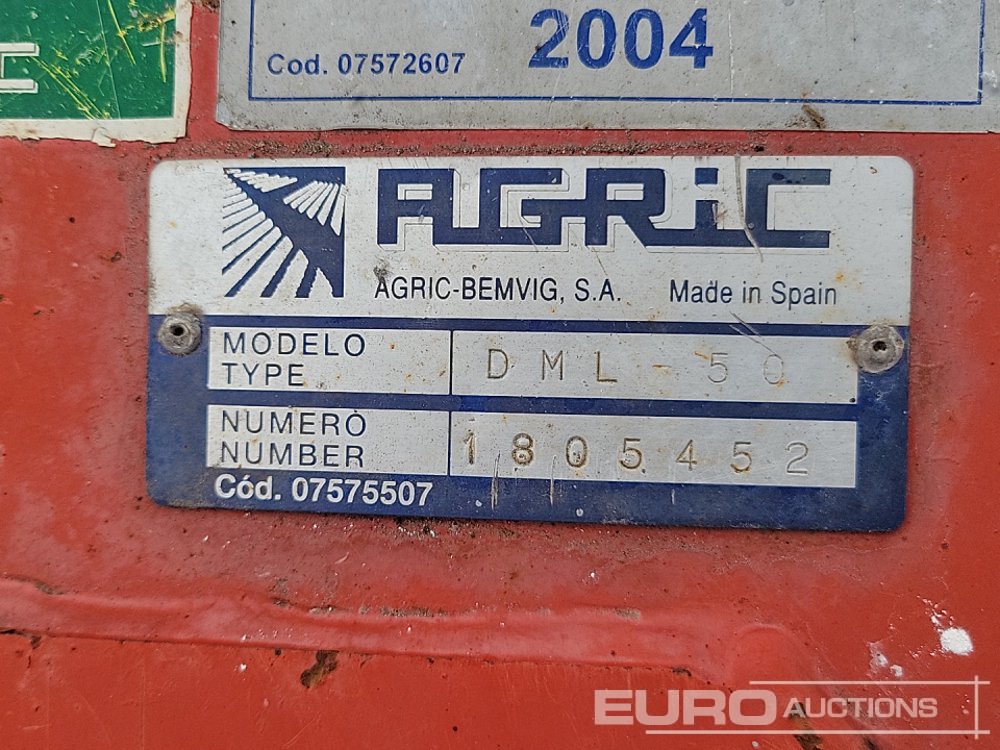 2004
Cod. 07572607
AGRIC
AGRIC-BEMVIG, S.A. Made in Spain
MODELO
TYPE
DML-50
NUMERO
NUMBER
1805452
Cód. 07575507
EURO AUCTIONS